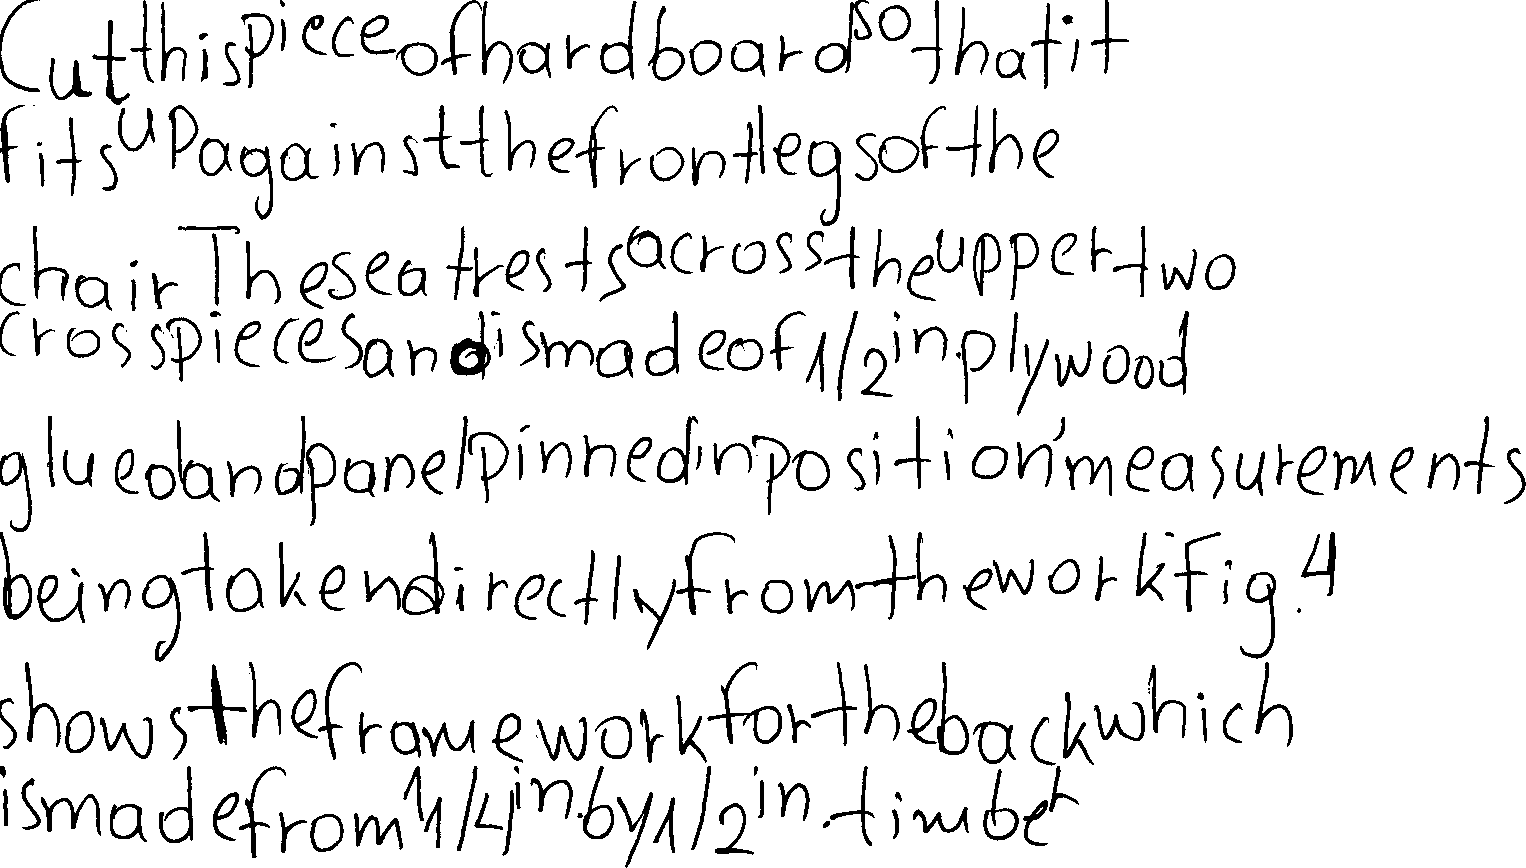 Cut this piece of hardboard so that it
fits up against the front legs of the
chair The seat rests across the upper two
crosspieces and is made of 1/2 in. plywood
glued and panel pinned in position' measurements
being taken directly from the work Fig. 4
shows the framework for the back which
is made from 1 1/4 in. by 1/2 in. timber